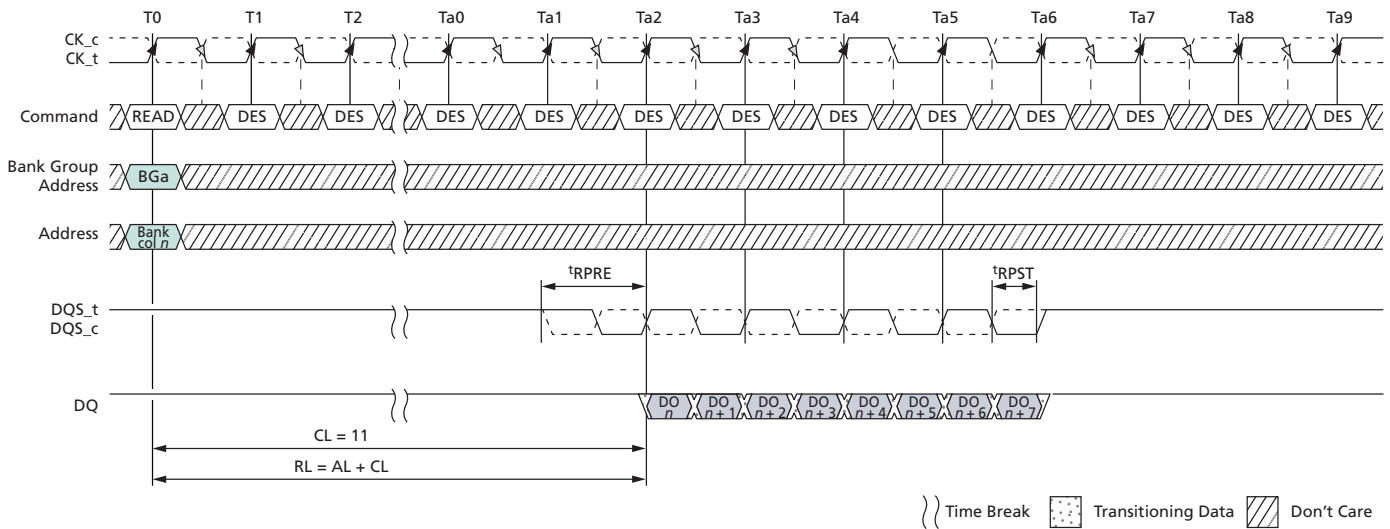 T0 T1 T2 Ta0 Ta1 Ta2 Ta3 Ta4 Ta5 Ta6 Ta7 Ta8 Ta9
CK_c
CK_t
Command READ DES DES DES DES DES DES DES DES DES DES DES DES
Bank Group
Address
BGa
Address
Bank
col n
tRPRE tRPST
DQS_t
DQS_c
DQ
DO n DO n + 1 DO n + 2 DO n + 3 DO n + 4 DO n + 5 DO n + 6 DO n + 7
CL = 11
RL = AL + CL
Time Break Transitioning Data Don't Care